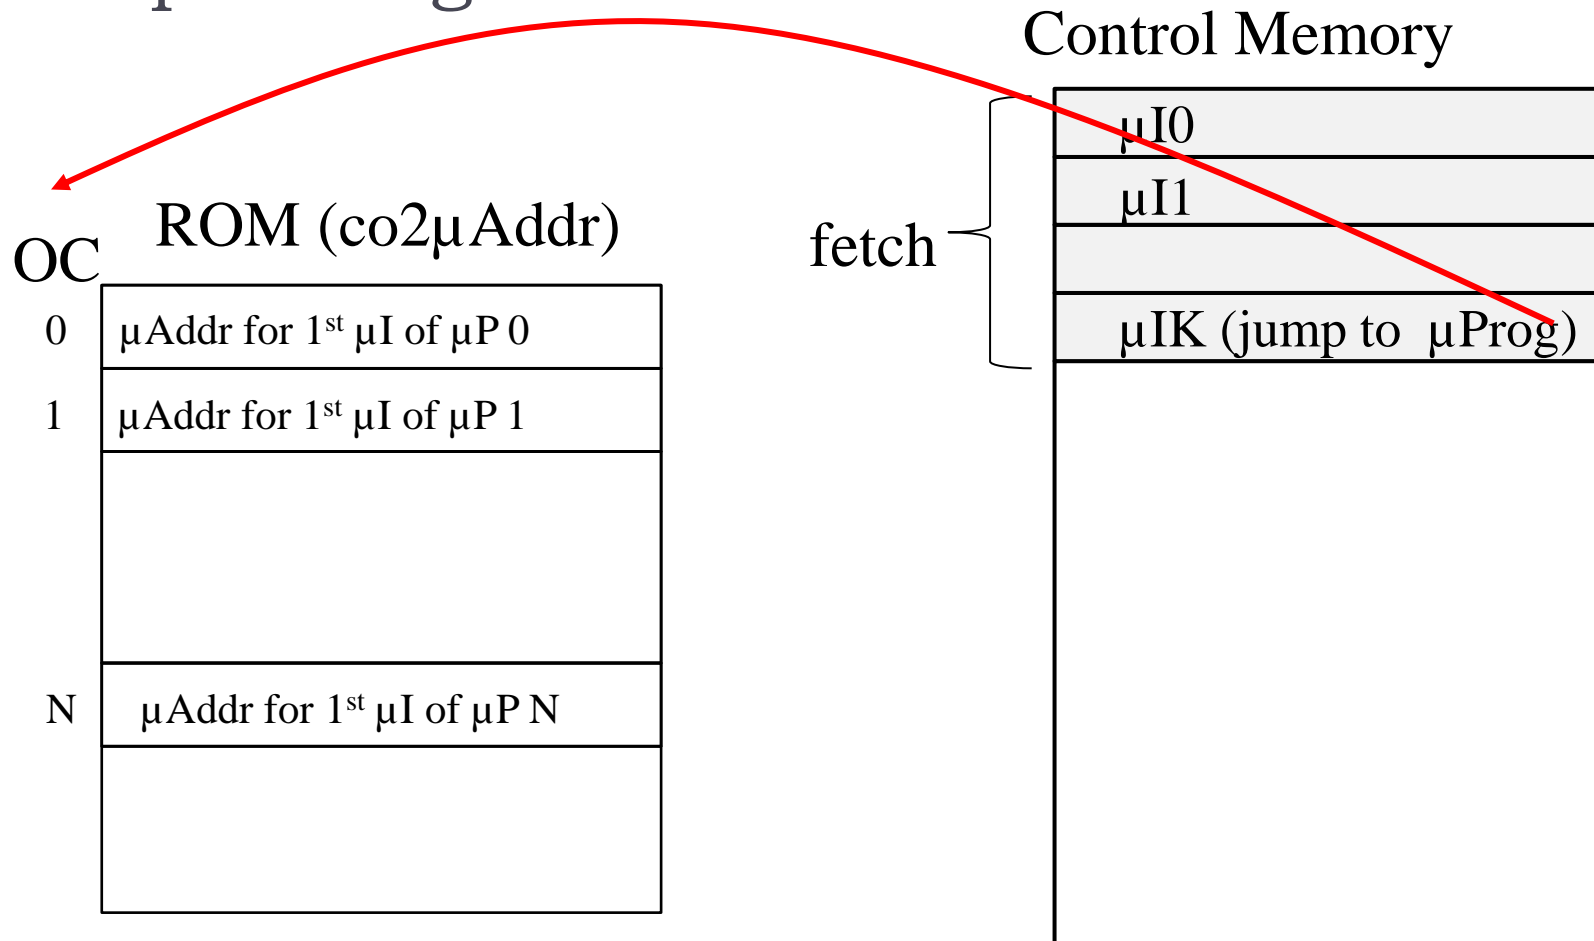 Control Memory
µI0
µI1
fetch
µIK (jump to µProg)
ROM (co2µAddr)
OC
0 µAddr for 1st µI of µP 0
1 µAddr for 1st µI of µP 1
N µAddr for 1st µI of µP N